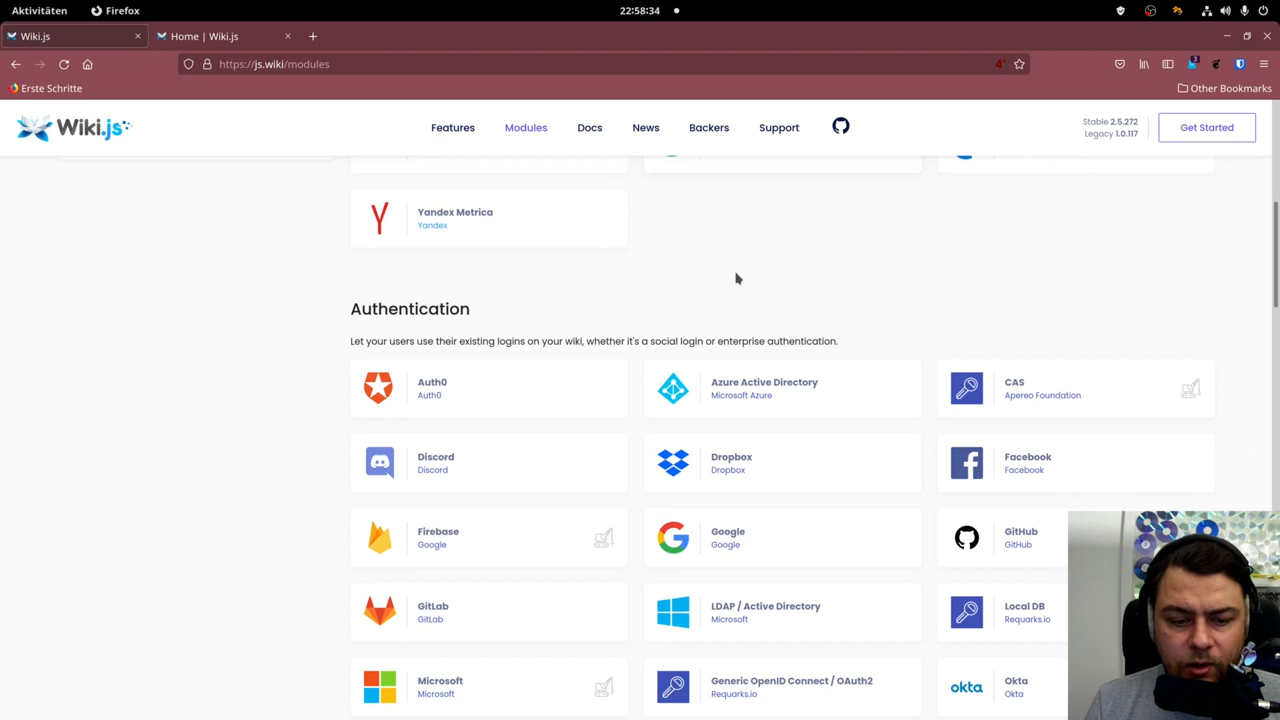 Aktivitäten
Firefox
22:58:34
Wiki.js
Home | Wiki.js
https://js.wiki/modules
Erste Schritte
Other Bookmarks
Wiki.js
Features
Modules
Docs
News
Backers
Support
Stable 2.5.272
Legacy 1.0.117
Get Started
Yandex Metrica
Yandex
Authentication
Let your users use their existing logins on your wiki, whether it's a social login or enterprise authentication.
Auth0
Auth0
Azure Active Directory
Microsoft Azure
CAS
Apereo Foundation
Discord
Discord
Dropbox
Dropbox
Facebook
Facebook
Firebase
Google
Google
Google
GitHub
GitHub
GitLab
GitLab
LDAP / Active Directory
Microsoft
Local DB
Requarks.io
Microsoft
Microsoft
Generic OpenID Connect / OAuth2
Requarks.io
okta
Okta
Okta